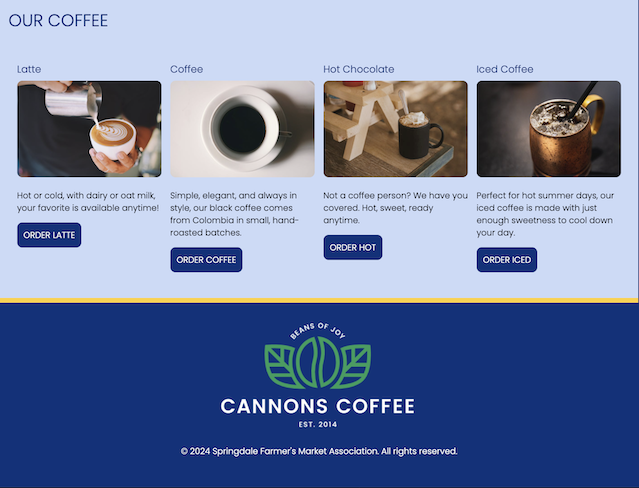 OUR COFFEE
Latte
Hot or cold, with dairy or oat milk,
your favorite is available anytime!
ORDER LATTE
Coffee
Simple, elegant, and always in
style, our black coffee comes
from Colombia in small, hand-
roasted batches.
ORDER COFFEE
Hot Chocolate
Not a coffee person? We have you
covered. Hot, sweet, ready
anytime.
ORDER HOT
Iced Coffee
Perfect for hot summer days, our
iced coffee is made with just
enough sweetness to cool down
your day.
ORDER ICED
BEANS OF JOY
CANNONS COFFEE
EST. 2014
© 2024 Springdale Farmer's Market Association. All rights reserved.